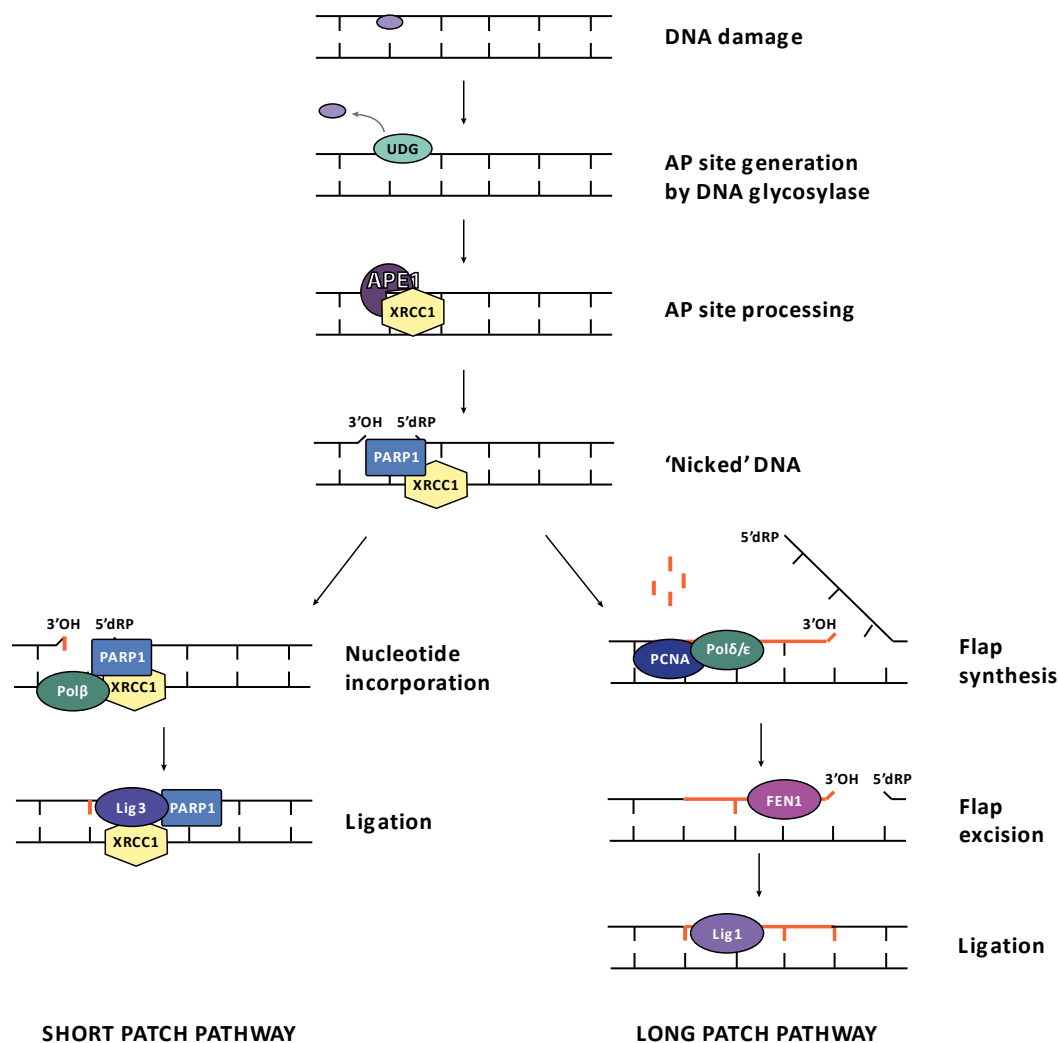 DNA damage
UDG
AP site generation
by DNA glycosylase
APE1
XRCC1
AP site processing
3’OH 5’dRP
PARP1
XRCC1
‘Nicked’ DNA
3’OH 5’dRP
PARP1
Polβ
XRCC1
Nucleotide
incorporation
Lig3
PARP1
XRCC1
Ligation
5’dRP
3’OH
PCNA
Polδ/ε
Flap
synthesis
3’OH 5’dRP
FEN1
Flap
excision
Lig1
Ligation
SHORT PATCH PATHWAY
LONG PATCH PATHWAY